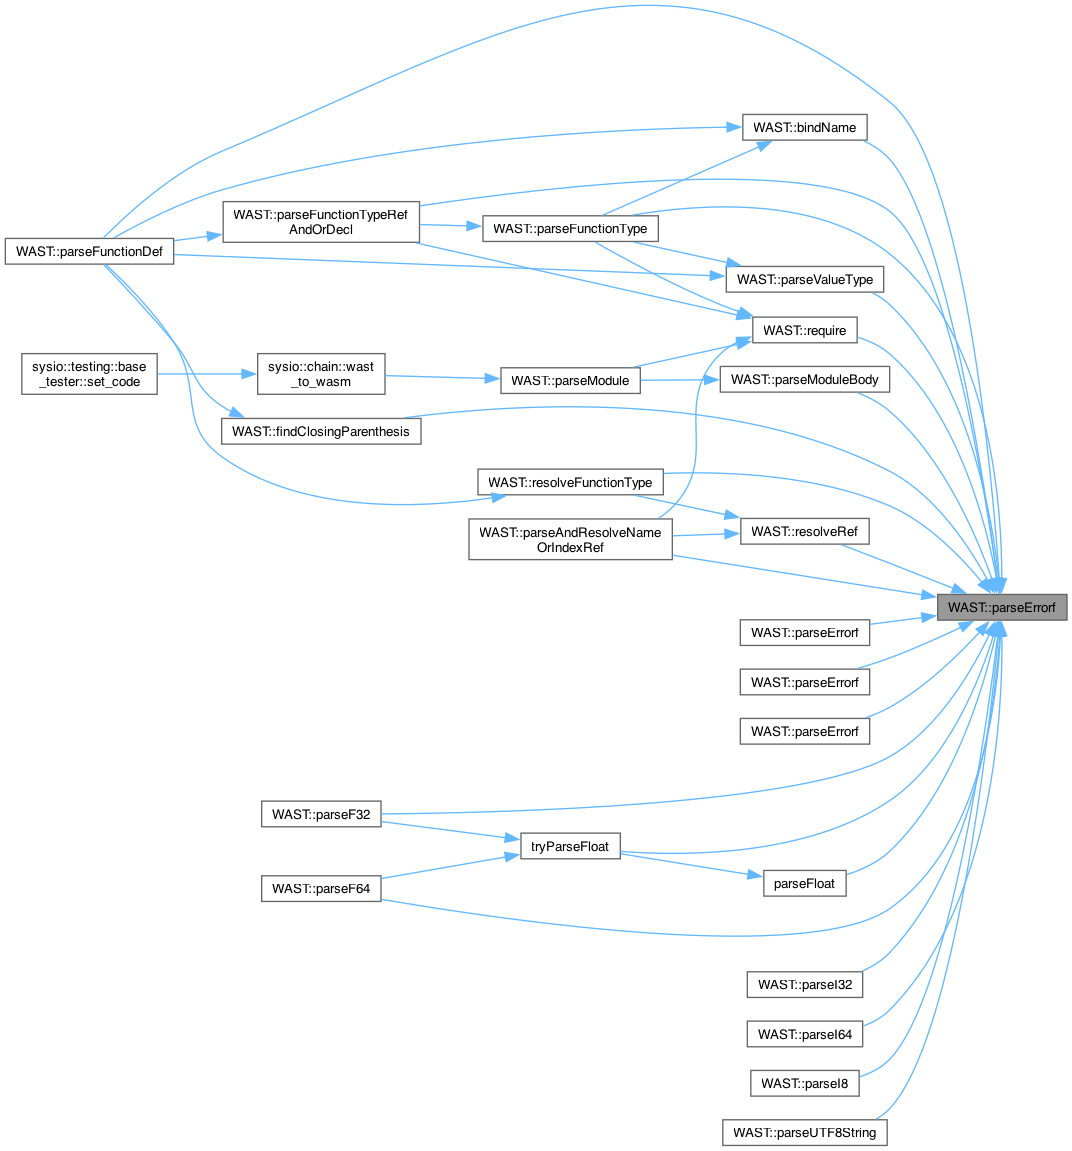 WAST::bindName
WAST::parseFunctionTypeRef
AndOrDecl
WAST::parseFunctionType
WAST::parseFunctionDef
WAST::parseValueType
WAST::require
sysio::testing::base
_tester::set_code
sysio::chain::wast
_to_wasm
WAST::parseModule
WAST::parseModuleBody
WAST::findClosingParenthesis
WAST::resolveFunctionType
WAST::parseAndResolveName
OrIndexRef
WAST::resolveRef
WAST::parseErrorf
WAST::parseErrorf
WAST::parseErrorf
WAST::parseErrorf
WAST::parseF32
tryParseFloat
WAST::parseF64
parseFloat
WAST::parseI32
WAST::parseI64
WAST::parseI8
WAST::parseUTF8String